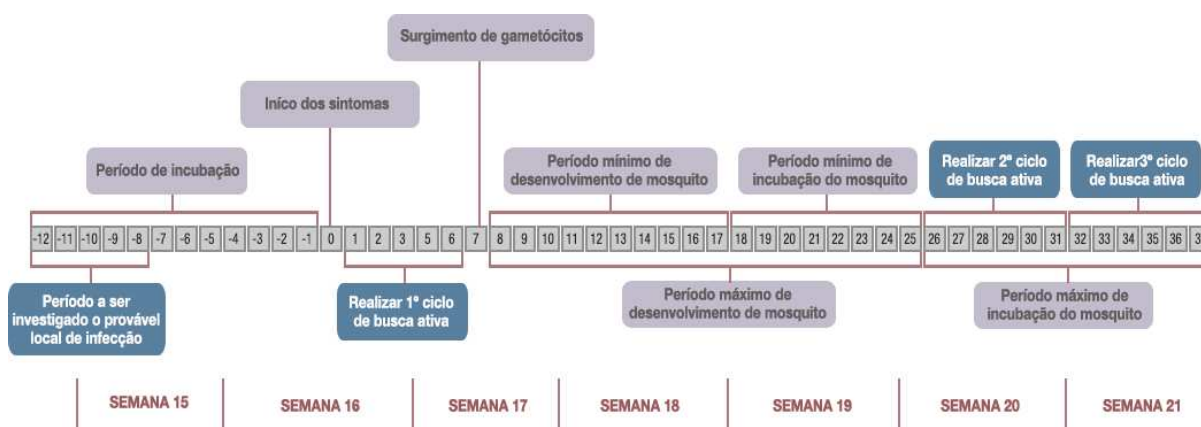 Surgimento de gametócitos
Iníco dos sintomas
Período de incubação
Período mínimo de
desenvolvimento de mosquito
Período mínimo de
incubação do mosquito
Realizar 2º ciclo
de busca ativa
Realizar3º ciclo
de busca ativa
-12 -11 -10 -9 -8 -7 -6 -5 -4 -3 -2 -1 0 1 2 3 5 6 7 8 9 10 11 12 13 14 15 16 17 18 19 20 21 22 23 24 25 26 27 28 29 30 31 32 33 34 35 36
Período a ser
investigado o provável
local de infecção
Realizar 1º ciclo
de busca ativa
Período máximo de
desenvolvimento de mosquito
Período máximo de
incubação do mosquito
SEMANA 15 SEMANA 16 SEMANA 17 SEMANA 18 SEMANA 19 SEMANA 20 SEMANA 21